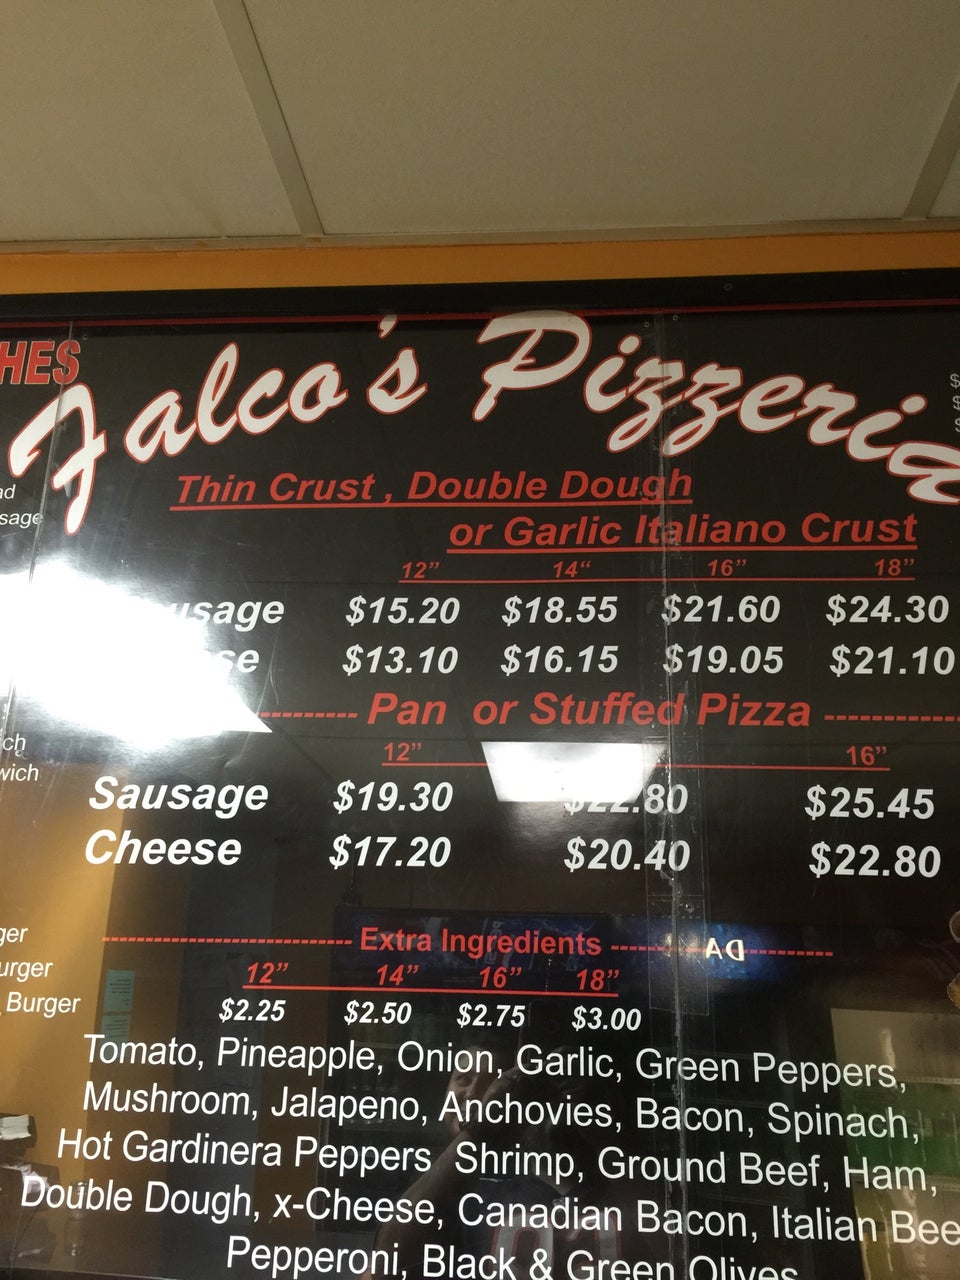 HES
Falco's Pizzeria
Thin Crust , Double Dough
or Garlic Italiano Crust
12" 14" 16" 18"
$15.20 $18.55 $21.60 $24.30
$13.10 $16.15 $19.05 $21.10
Pan or Stuffed Pizza
12" 16"
Sausage $19.30 $22.80 $25.45
Cheese $17.20 $20.40 $22.80
Extra Ingredients
12" 14" 16" 18"
$2.25 $2.50 $2.75 $3.00
Burger
Tomato, Pineapple, Onion, Garlic, Green Peppers,
Mushroom, Jalapeno, Anchovies, Bacon, Spinach,
Hot Gardinera Peppers Shrimp, Ground Beef, Ham,
Double Dough, x-Cheese, Canadian Bacon, Italian Bee
Pepperoni, Black & Green Olives